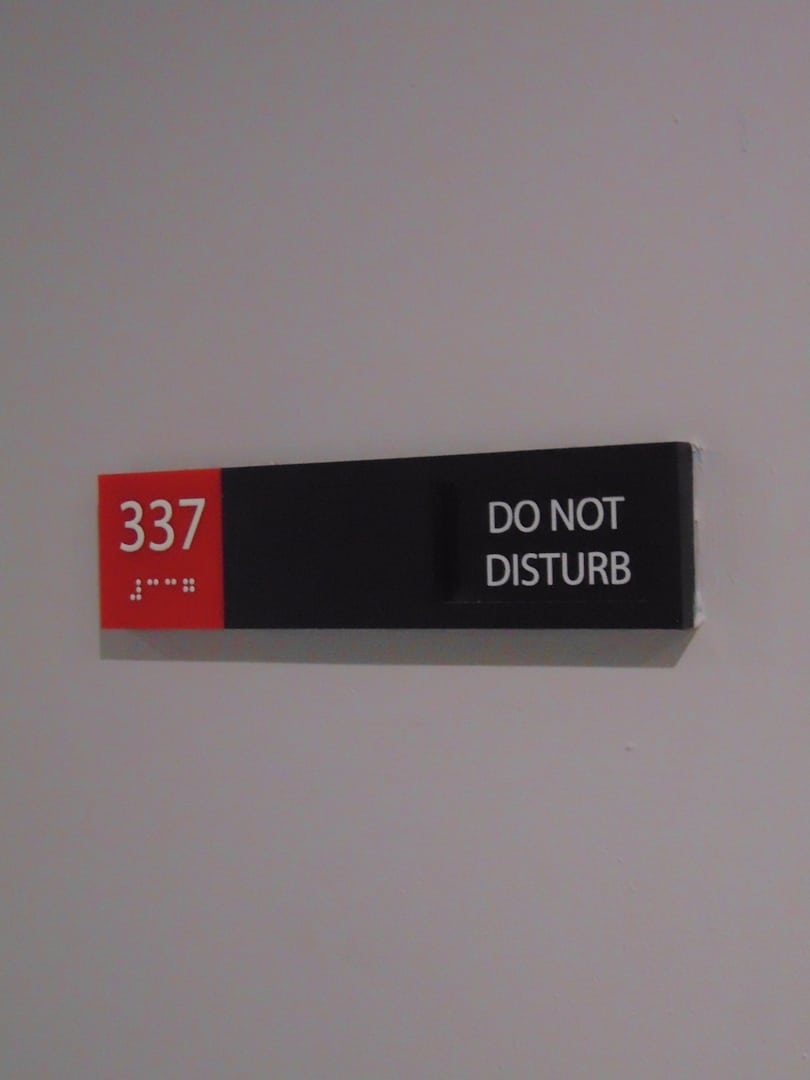 337
⠼⠉⠉⠛
DO NOT
DISTURB